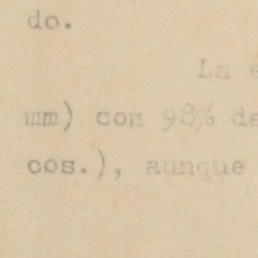 do.
La e
mm) con 98% de
cos.), aunque